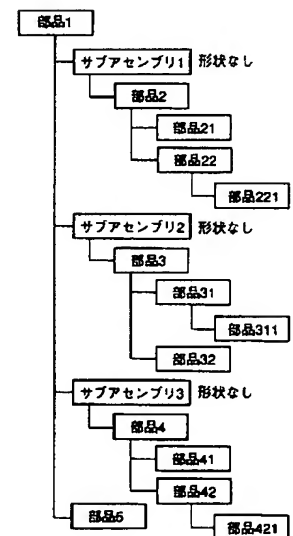 部品1
サブアセンブリ1 形状なし
部品2
部品21
部品22
部品221
サブアセンブリ2 形状なし
部品3
部品31
部品311
部品32
サブアセンブリ3 形状なし
部品4
部品41
部品42
部品5
部品421